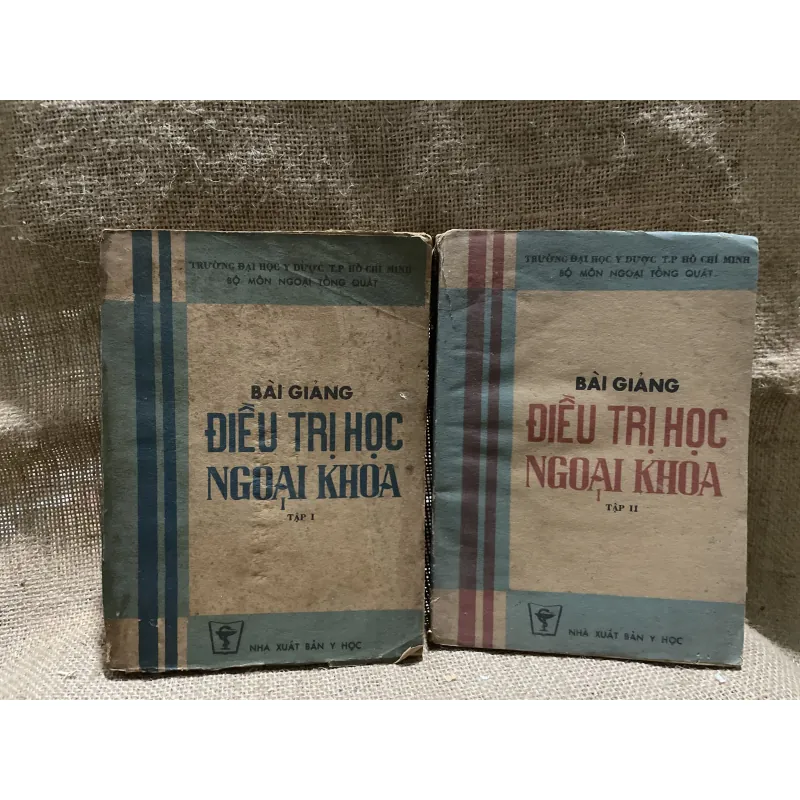 TRƯỜNG ĐẠI HỌC Y DƯỢC T.P HỒ CHÍ MINH
BỘ MÔN NGOẠI TỔNG QUÁT
BÀI GIẢNG
ĐIỀU TRỊ HỌC
NGOẠI KHOA
TẬP I
NHÀ XUẤT BẢN Y HỌC
TRƯỜNG ĐẠI HỌC Y DƯỢC T.P HỒ CHÍ MINH
BỘ MÔN NGOẠI TỔNG QUÁT
BÀI GIẢNG
ĐIỀU TRỊ HỌC
NGOẠI KHOA
TẬP II
NHÀ XUẤT BẢN Y HỌC